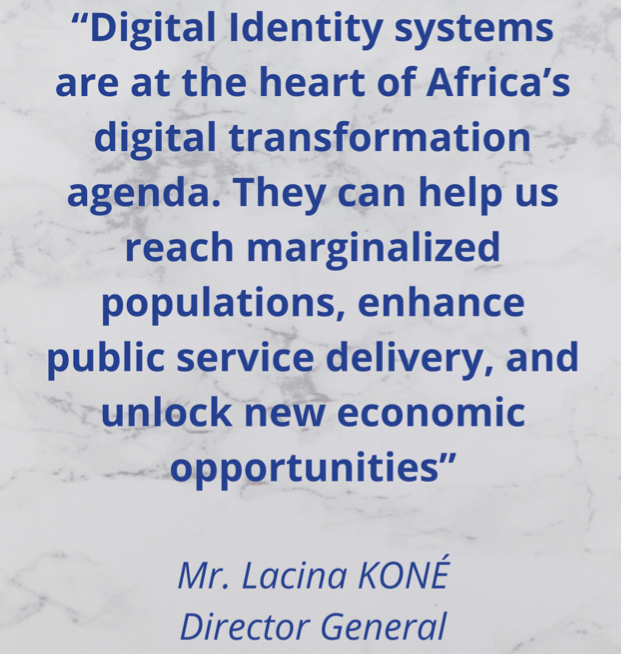 “Digital Identity systems
are at the heart of Africa’s
digital transformation
agenda. They can help us
reach marginalized
populations, enhance
public service delivery, and
unlock new economic
opportunities”
Mr. Lacina KONÉ
Director General